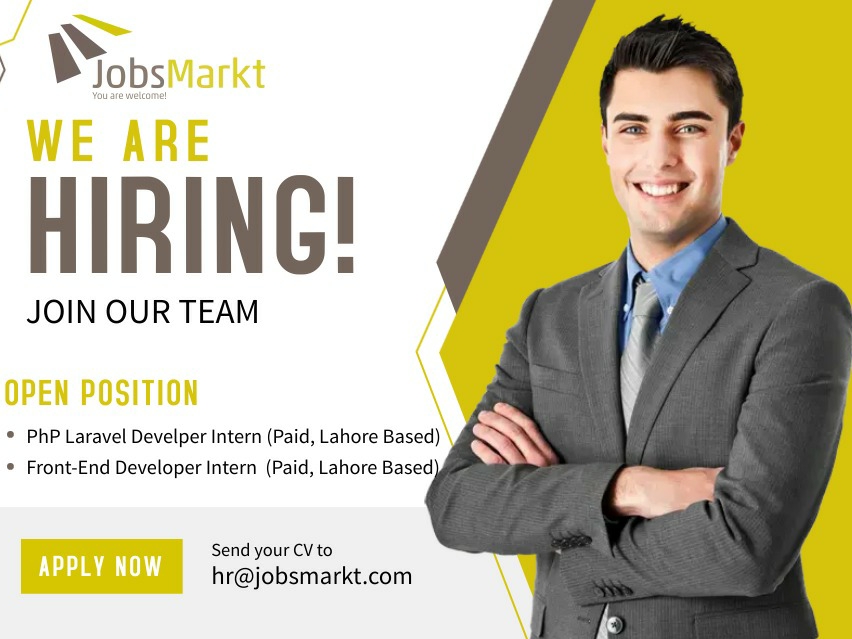 JobsMarkt
You are welcome!
WE ARE
HIRING!
JOIN OUR TEAM
OPEN POSITION
PhP Laravel Develper Intern (Paid, Lahore Based)
Front-End Developer Intern (Paid, Lahore Based)
APPLY NOW
Send your CV to
hr@jobsmarkt.com